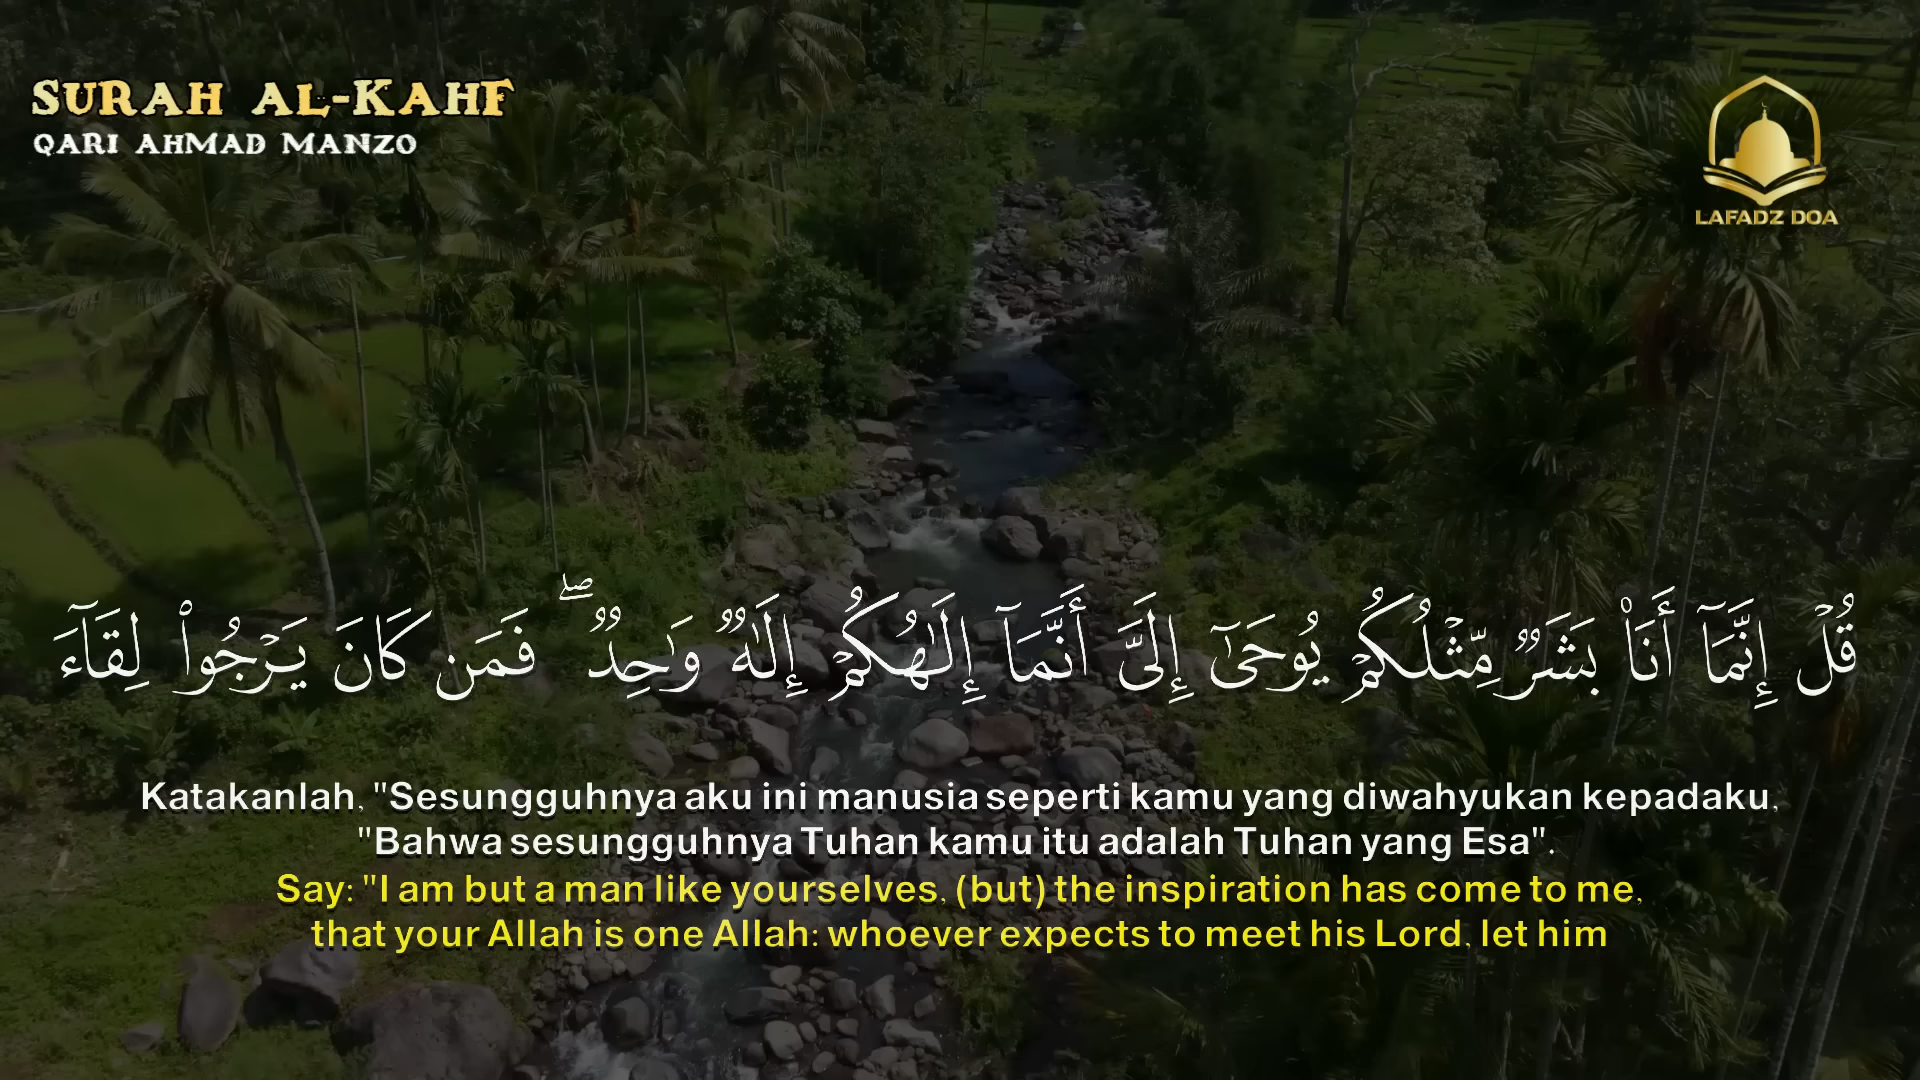 SURAH AL-KAHF
QARI AHMAD MANZO
LAFADZ DOA
قُلْ إِنَّمَآ أَنَا۠ بَشَرٌ مِّثْلُكُمْ يُوحَىٰٓ إِلَىَّ أَنَّمَآ إِلَـٰهُكُمْ إِلَـٰهٌ وَٰحِدٌ ۖ فَمَن كَانَ يَرْجُوا۟ لِقَآءَ
Katakanlah, "Sesungguhnya aku ini manusia seperti kamu yang diwahyukan kepadaku,
"Bahwa sesungguhnya Tuhan kamu itu adalah Tuhan yang Esa".
Say: "I am but a man like yourselves, (but) the inspiration has come to me,
that your Allah is one Allah: whoever expects to meet his Lord, let him